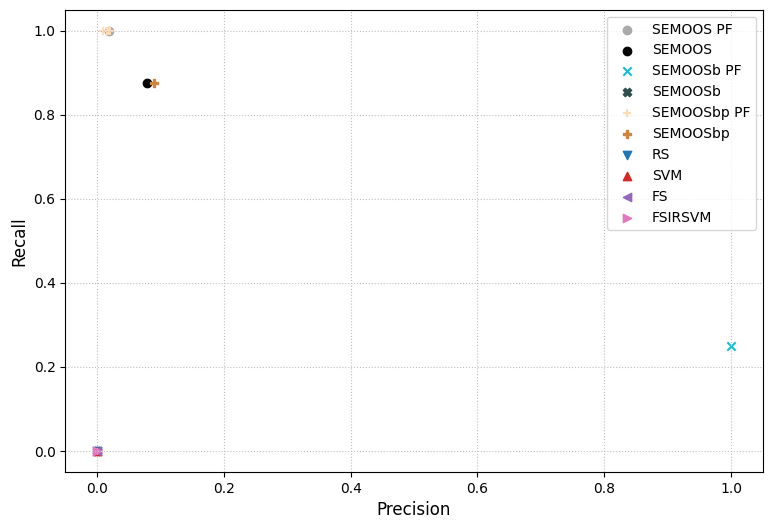 1.0
0.8
0.6
0.4
0.2
0.0
Recall
0.0 0.2 0.4 0.6 0.8 1.0
Precision
SEMOOS PF
SEMOOS
SEMOOSb PF
SEMOOSb
SEMOOSbp PF
SEMOOSbp
RS
SVM
FS
FSIRSVM